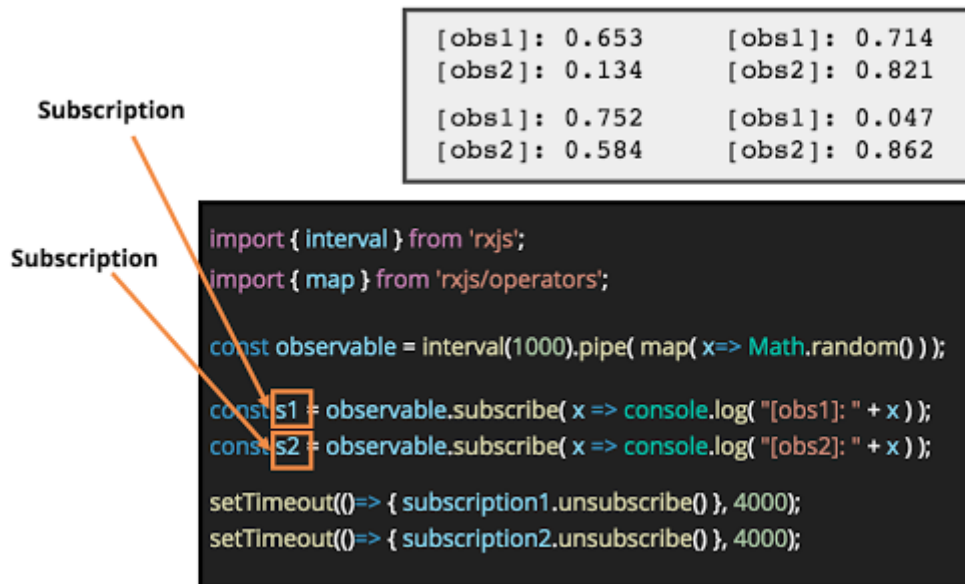 [obs1]: 0.653 [obs1]: 0.714
[obs2]: 0.134 [obs2]: 0.821
[obs1]: 0.752 [obs1]: 0.047
[obs2]: 0.584 [obs2]: 0.862
Subscription
Subscription
import { interval } from 'rxjs';
import { map } from 'rxjs/operators';
const observable = interval(1000).pipe( map( x=> Math.random() ) );
const s1 = observable.subscribe( x => console.log( "[obs1]: " + x ) );
const s2 = observable.subscribe( x => console.log( "[obs2]: " + x ) );
setTimeout(()=> { subscription1.unsubscribe() }, 4000);
setTimeout(()=> { subscription2.unsubscribe() }, 4000);